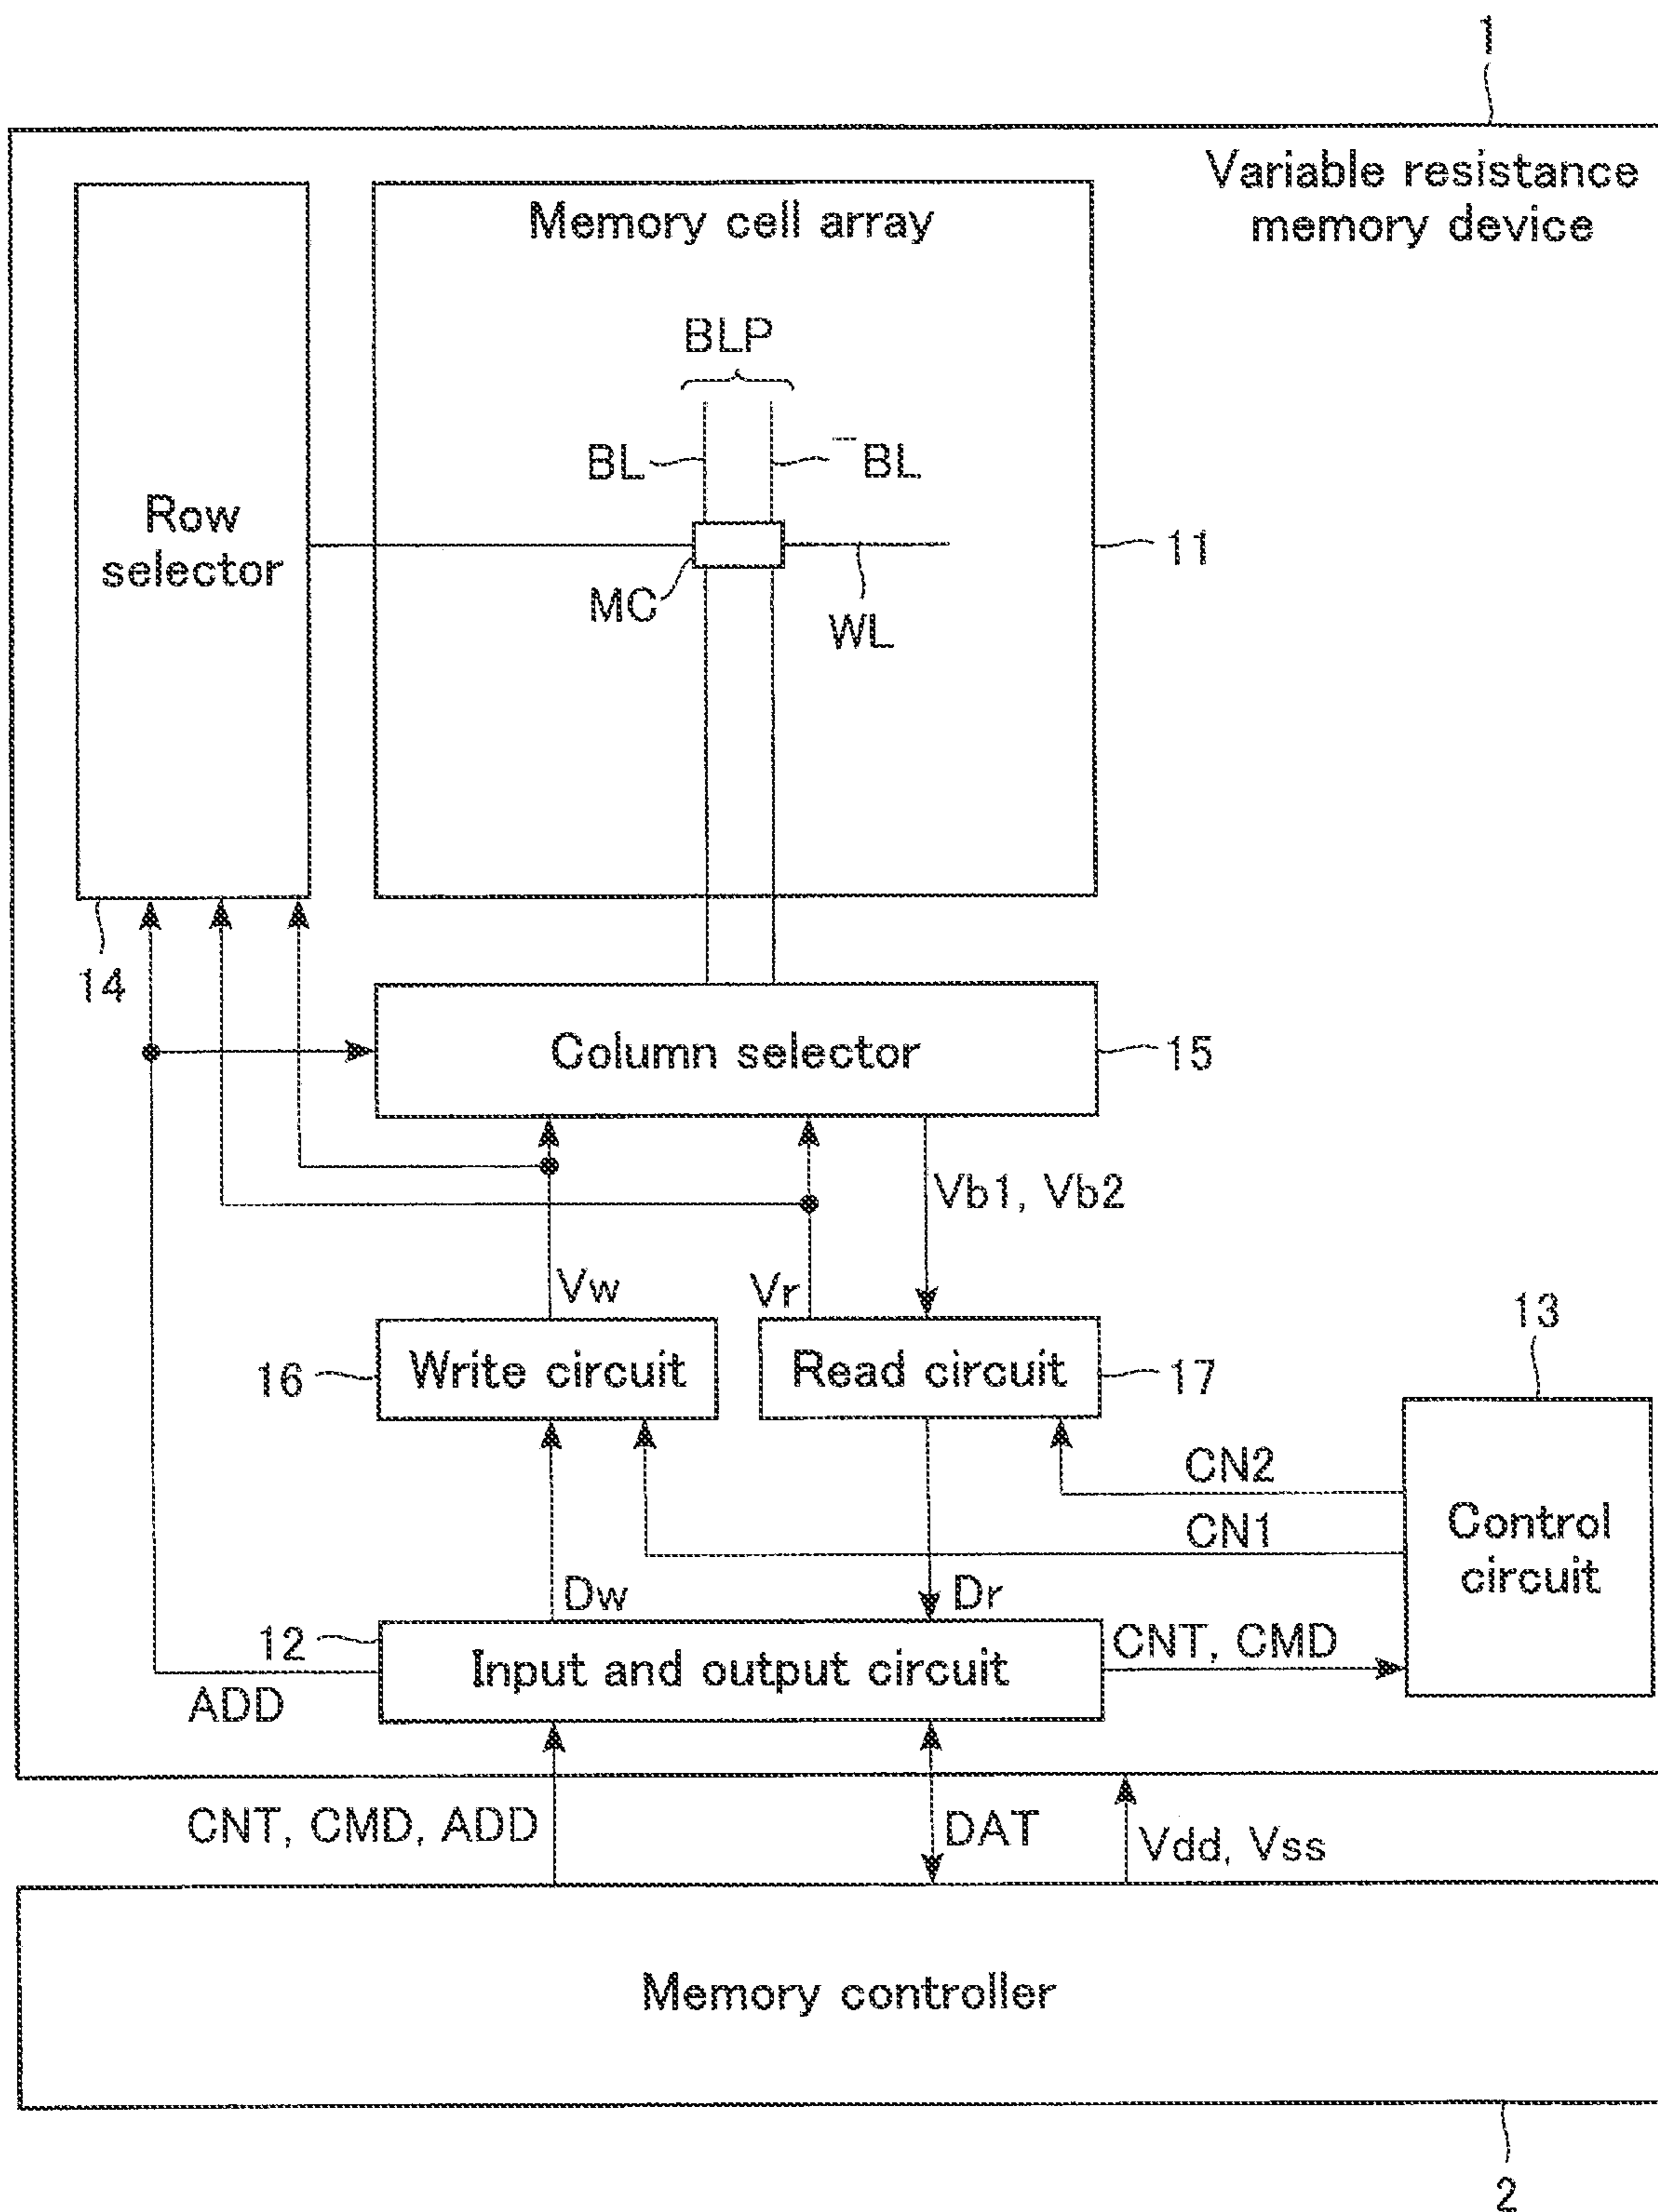 1
Variable resistance
memory device
Memory cell array
BLP
BL
¯BL
Row
selector
11
MC
WL
14
Column selector
15
Vb1, Vb2
Vw
Vr
13
16
Write circuit
Read circuit
17
CN2
CN1
Control
circuit
Dw
Dr
12
Input and output circuit
CNT, CMD
ADD
CNT, CMD, ADD
DAT
Vdd, Vss
Memory controller
2